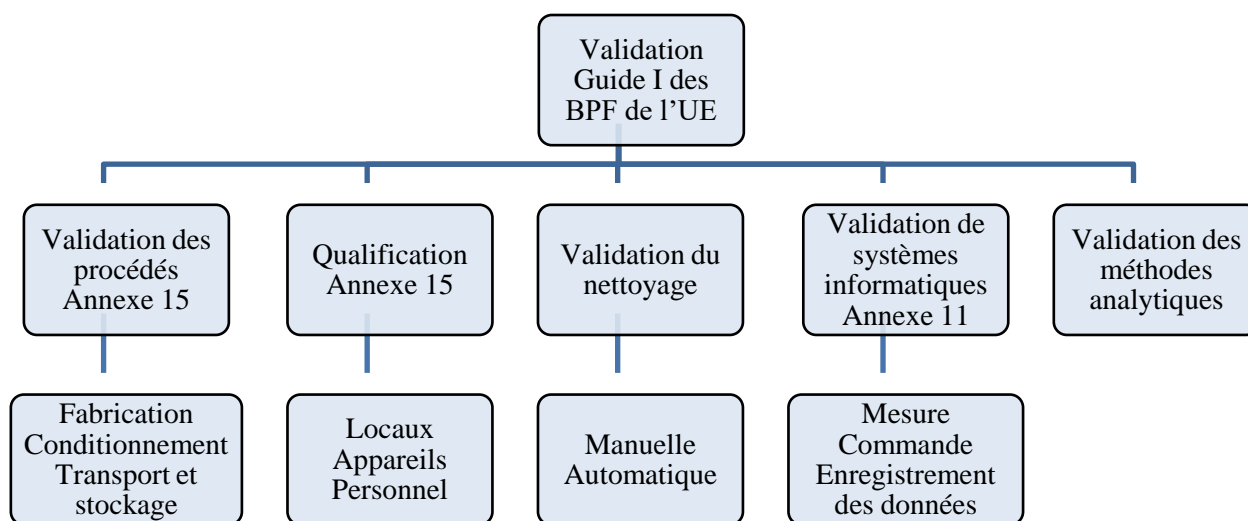 Validation
Guide I des
BPF de l’UE
Validation des
procédés
Annexe 15
Qualification
Annexe 15
Validation du
nettoyage
Validation de
systèmes
informatiques
Annexe 11
Validation des
méthodes
analytiques
Fabrication
Conditionnement
Transport et
stockage
Locaux
Appareils
Personnel
Manuelle
Automatique
Mesure
Commande
Enregistrement
des données